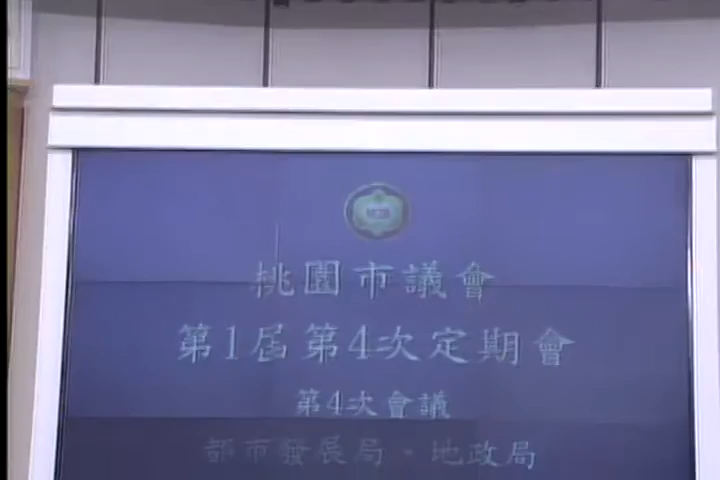 桃園市議會
第1屆第4次定期會
第4次會議
都市發展局．地政局